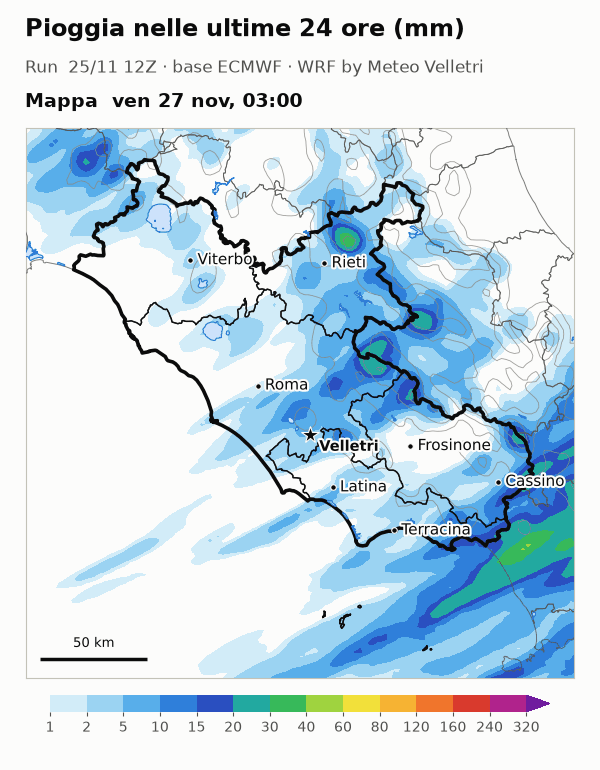 Pioggia nelle ultime 24 ore (mm)
Run  25/11 12Z · base ECMWF · WRF by Meteo Velletri
Mappa  ven 27 nov, 03:00
Viterbo
Rieti
Roma
Velletri
Frosinone
Cassino
Latina
Terracina
50 km
1 2 5 10 15 20 30 40 60 80 120 160 240 320